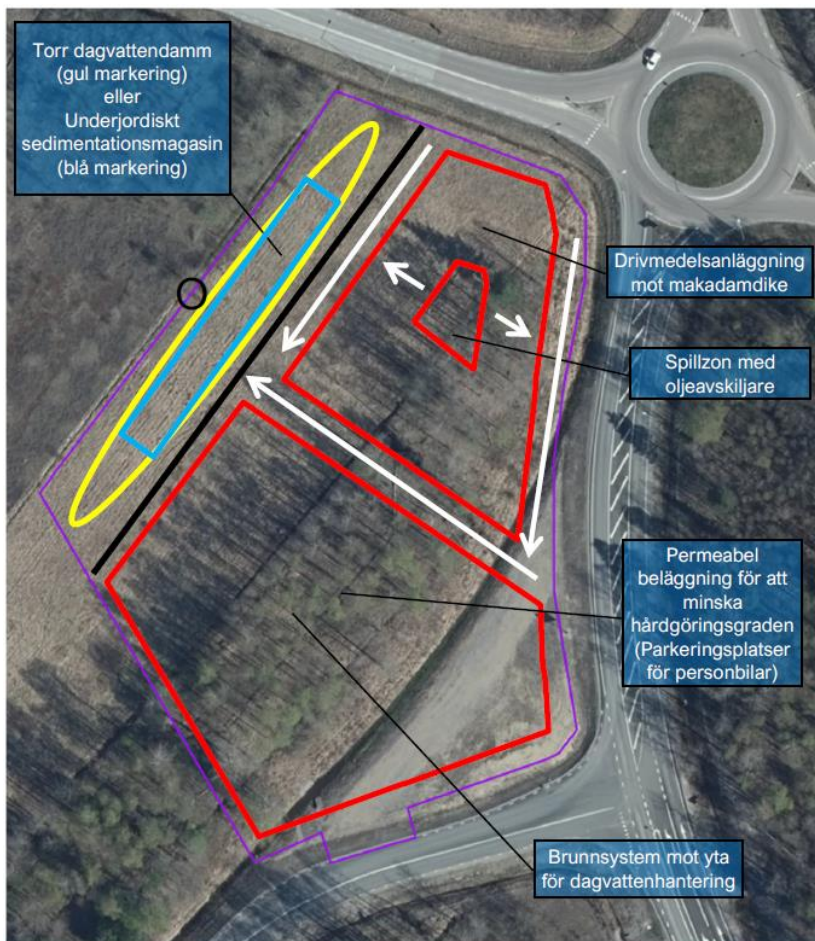 Torr dagvattendamm
(gul markering)
eller
Underjordiskt
sedimentationsmagasin
(blå markering)
Drivmedelsanläggning
mot makadamdike
Spillzon med
oljeavskiljare
Permeabel
beläggning för att
minska
hårdgöringsgraden
(Parkeringsplatser
för personbilar)
Brunnsystem mot yta
för dagvattenhantering